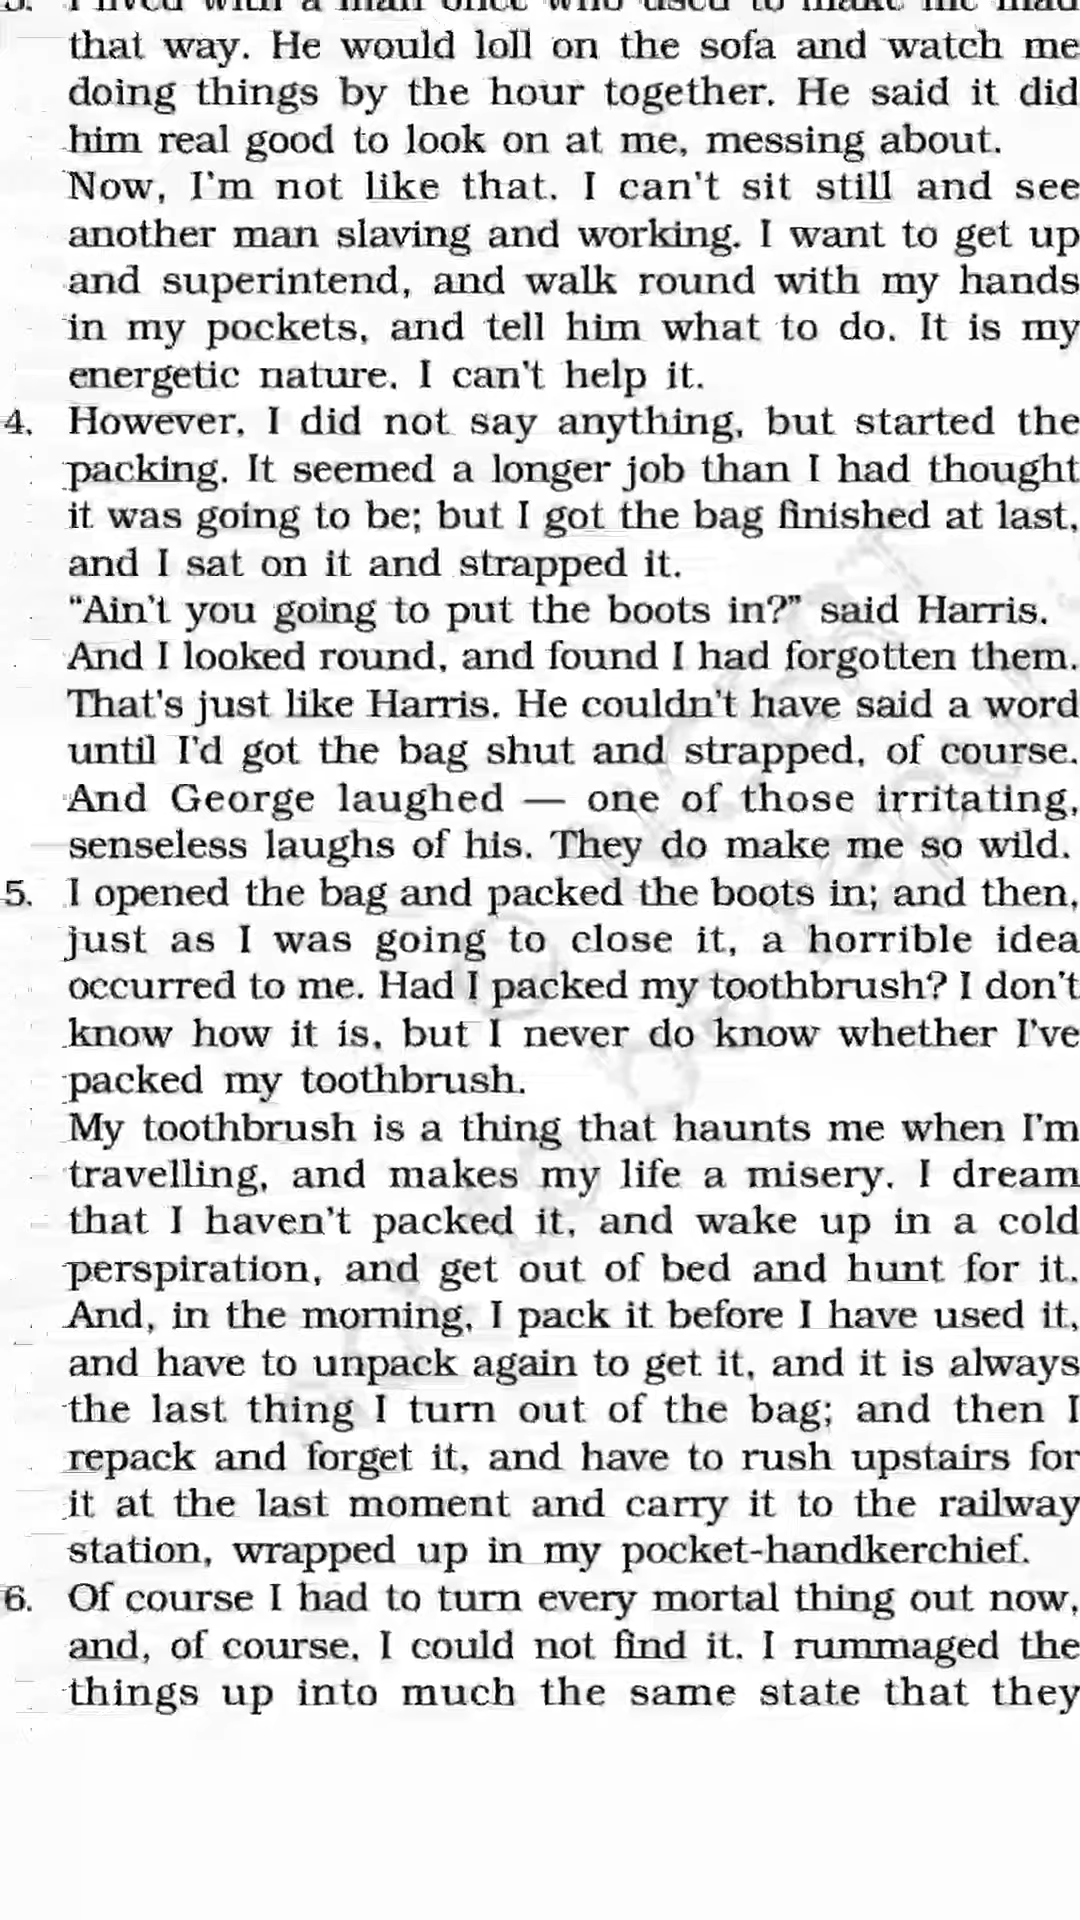 3. I lived with a man once who used to make me mad
that way. He would loll on the sofa and watch me
doing things by the hour together. He said it did
him real good to look on at me, messing about.
Now, I'm not like that. I can't sit still and see
another man slaving and working. I want to get up
and superintend, and walk round with my hands
in my pockets, and tell him what to do. It is my
energetic nature. I can't help it.
4. However, I did not say anything, but started the
packing. It seemed a longer job than I had thought
it was going to be; but I got the bag finished at last,
and I sat on it and strapped it.
“Ain't you going to put the boots in?” said Harris.
And I looked round, and found I had forgotten them.
That's just like Harris. He couldn't have said a word
until I'd got the bag shut and strapped, of course.
And George laughed — one of those irritating,
senseless laughs of his. They do make me so wild.
5. I opened the bag and packed the boots in; and then,
just as I was going to close it, a horrible idea
occurred to me. Had I packed my toothbrush? I don't
know how it is, but I never do know whether I've
packed my toothbrush.
My toothbrush is a thing that haunts me when I'm
travelling, and makes my life a misery. I dream
that I haven't packed it, and wake up in a cold
perspiration, and get out of bed and hunt for it.
And, in the morning, I pack it before I have used it,
and have to unpack again to get it, and it is always
the last thing I turn out of the bag; and then I
repack and forget it, and have to rush upstairs for
it at the last moment and carry it to the railway
station, wrapped up in my pocket-handkerchief.
6. Of course I had to turn every mortal thing out now,
and, of course, I could not find it. I rummaged the
things up into much the same state that they